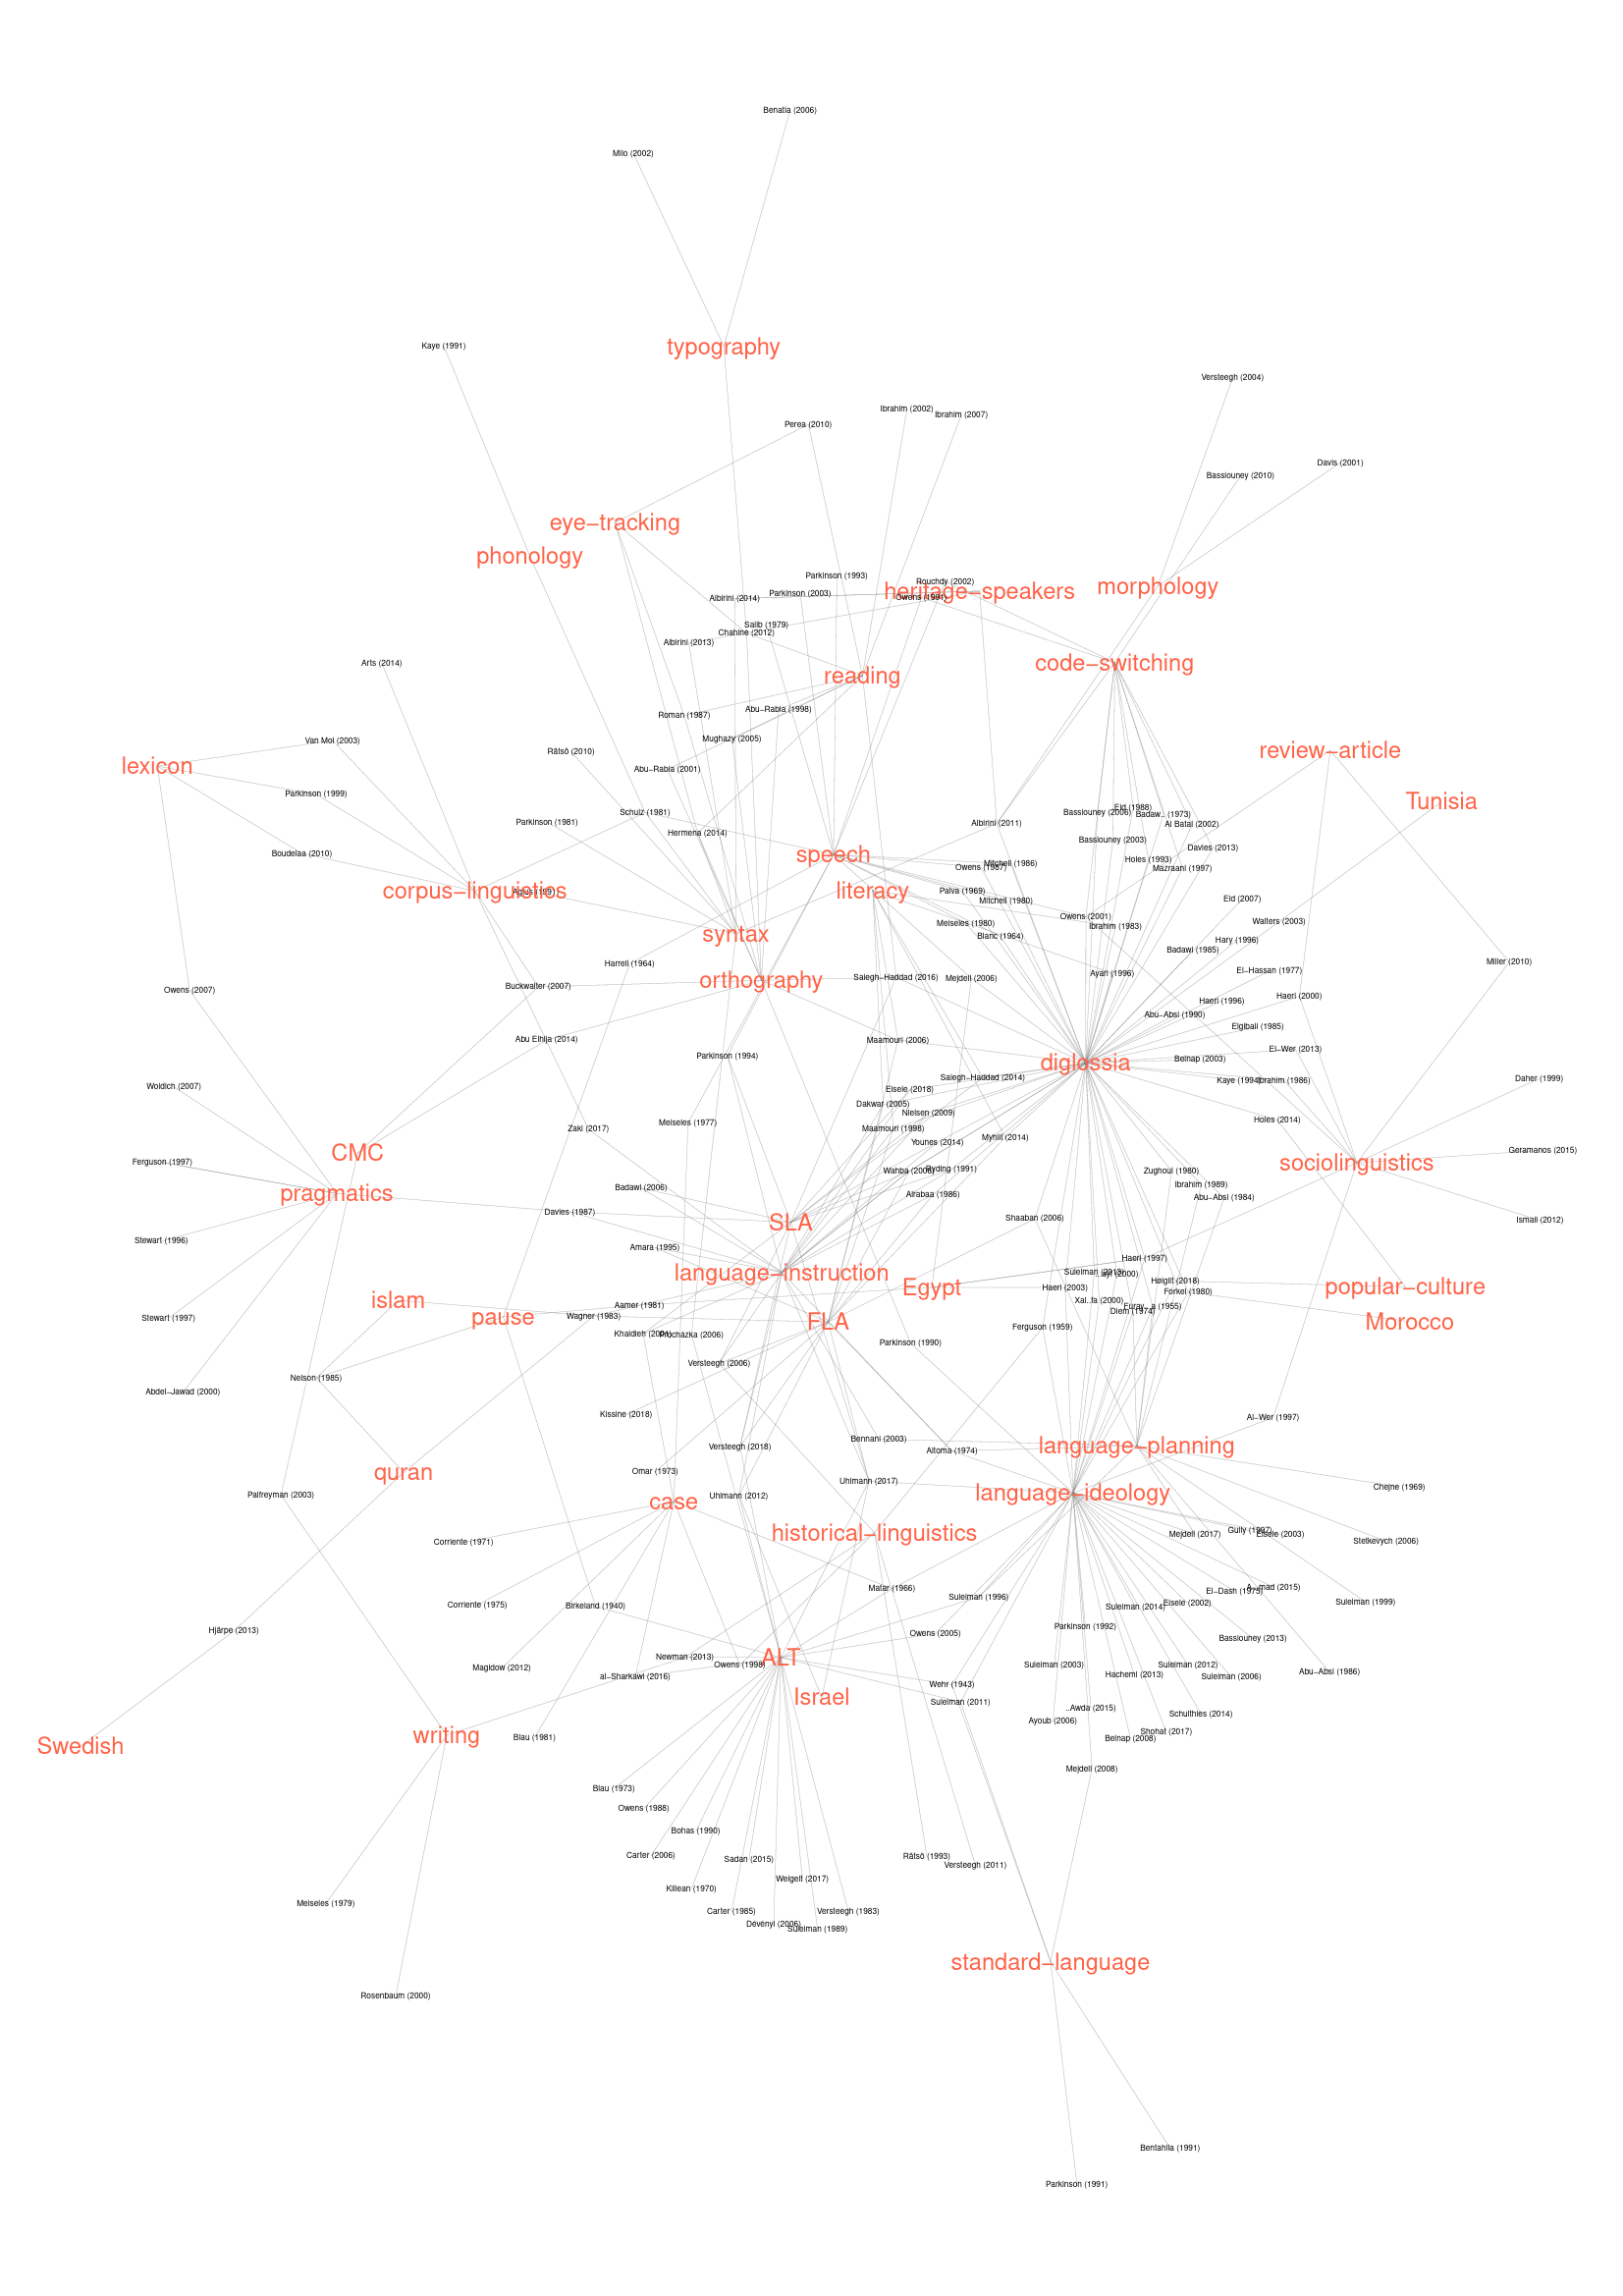 Benatia (2006)
Milo (2002)
Kaye (1991)
typography
Versteegh (2004)
Ibrahim (2002)
Ibrahim (2007)
Perea (2010)
Davis (2001)
Bassiouney (2010)
eye-tracking
phonology
Parkinson (1993)
Rouchdy (2002)
heritage-speakers
morphology
Albirini (2014)
Parkinson (2003)
Owens (1991)
Salib (1979)
Chahine (2012)
Albirini (2013)
Arts (2014)
code-switching
reading
Roman (1987)
Abu-Rabia (1998)
Mughazy (2005)
Van Mol (2003)
Rätsö (2010)
review-article
lexicon
Abu-Rabia (2001)
Parkinson (1999)
Tunisia
Schulz (1981)
Parkinson (1981)
Hermena (2014)
Albirini (2011)
Bassiouney (2006)
Eid (1988)
Badaw.. (1973)
Al Batal (2002)
Bassiouney (2003)
Davies (2013)
Boudelaa (2010)
speech
Mitchell (1986)
Owens (1987)
Holes (1993)
Mazraani (1997)
corpus-linguistics
literacy
Palva (1969)
Mitchell (1980)
Eid (2007)
Owens (2001)
Meiseles (1980)
Ibrahim (1983)
Walters (2003)
syntax
Blanc (1964)
Hary (1996)
Badawi (1985)
Harrell (1964)
Miller (2010)
orthography
Salegh-Haddad (2016)
Mejdell (2006)
Ayari (1996)
El-Hassan (1977)
Buckwalter (2007)
Owens (2007)
Haeri (2000)
Haeri (1996)
Abu-Absi (1990)
Elgibali (1985)
Abu Elhija (2014)
Maamouri (2006)
Parkinson (1994)
diglossia
Belnap (2003)
El-Wer (2013)
Salegh-Haddad (2014)
Kaye (1994)
Ibrahim (1986)
Daher (1999)
Woidich (2007)
Eisele (2018)
Dakwar (2005)
Nielsen (2009)
Meiseles (1977)
Holes (2014)
Zaki (2017)
Maamouri (1998)
Younes (2014)
Myhill (2014)
CMC
Geramanos (2015)
Ferguson (1997)
sociolinguistics
Wahba (2006)
Ryding (1991)
Zughoul (1980)
Ibrahim (1989)
pragmatics
Badawi (2006)
Alrabaa (1986)
Abu-Absi (1984)
Davies (1987)
SLA
Shaaban (2006)
Ismail (2012)
Stewart (1996)
Amara (1995)
Haeri (1997)
language-instruction
Suleiman (2013)
Egypt
Haeri (2003)
Høigilt (2018)
Forkel (1980)
popular-culture
islam
Xal..fa (2000)
Aamer (1981)
Furay..a (1955)
Diem (1974)
Stewart (1997)
pause
Wagner (1983)
FLA
Morocco
Ferguson (1959)
Procházka (2006)
Parkinson (1990)
Versteegh (2006)
Nelson (1985)
Abdel-Jawad (2000)
Kissine (2018)
Al-Wer (1997)
Bennani (2003)
Versteegh (2018)
Altoma (1974)
language-planning
quran
Omar (1973)
Uhlmann (2017)
Chejne (1969)
Palfreyman (2003)
Uhlmann (2012)
language-ideology
case
historical-linguistics
Mejdell (2017)
Gully (1997)
Eisele (2003)
Corriente (1971)
Stetkevych (2006)
Matar (1966)
El-Dash (1975)
Suleiman (1996)
Suleiman (1999)
Corriente (1975)
Birkeland (1940)
Suleiman (2014)
Eisele (2002)
Parkinson (1992)
Hjärpe (2013)
Owens (2005)
Bassiouney (2013)
ALT
Newman (2013)
Owens (1998)
Magidow (2012)
al-Sharkawi (2016)
Suleiman (2003)
Suleiman (2012)
Hachemi (2013)
Suleiman (2006)
Abu-Absi (1986)
Wehr (1943)
Israel
Suleiman (2011)
..Awda (2015)
Ayoub (2006)
Schulthies (2014)
Shohat (2017)
Belnap (2008)
writing
Blau (1981)
Swedish
Mejdell (2008)
Blau (1973)
Owens (1988)
Bohas (1990)
Carter (2006)
Sadan (2015)
Rätsö (1993)
Versteegh (2011)
Weigelt (2017)
Killean (1970)
Meiseles (1979)
Carter (1985)
Versteegh (1983)
Dévényi (2006)
Suleiman (1989)
standard-language
Rosenbaum (2000)
Bentahila (1991)
Parkinson (1991)